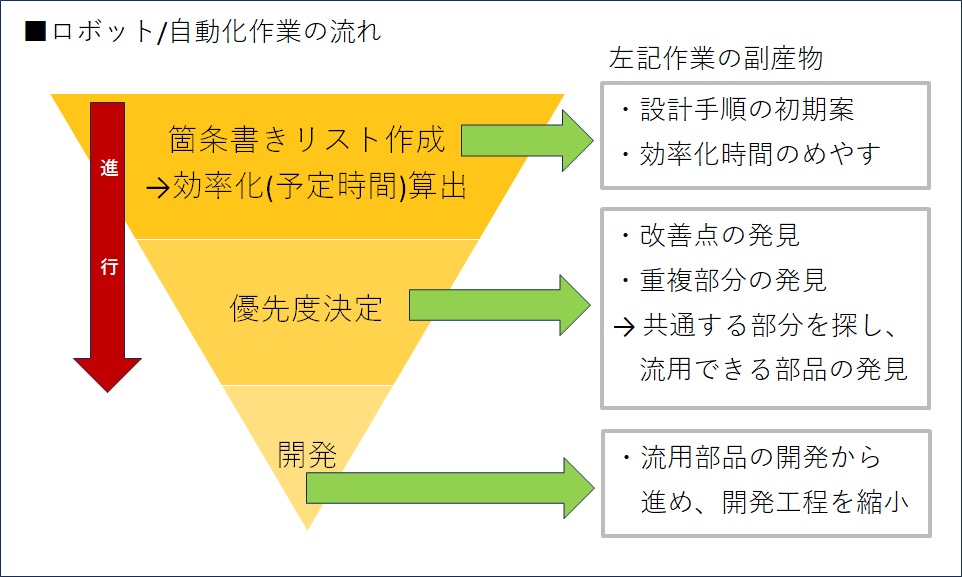 ■ロボット/自動化作業の流れ
左記作業の副産物
進
行
箇条書きリスト作成
→効率化(予定時間)算出
・設計手順の初期案
・効率化時間のめやす
優先度決定
・改善点の発見
・重複部分の発見
→ 共通する部分を探し、
流用できる部品の発見
開発
・流用部品の開発から
進め、開発工程を縮小